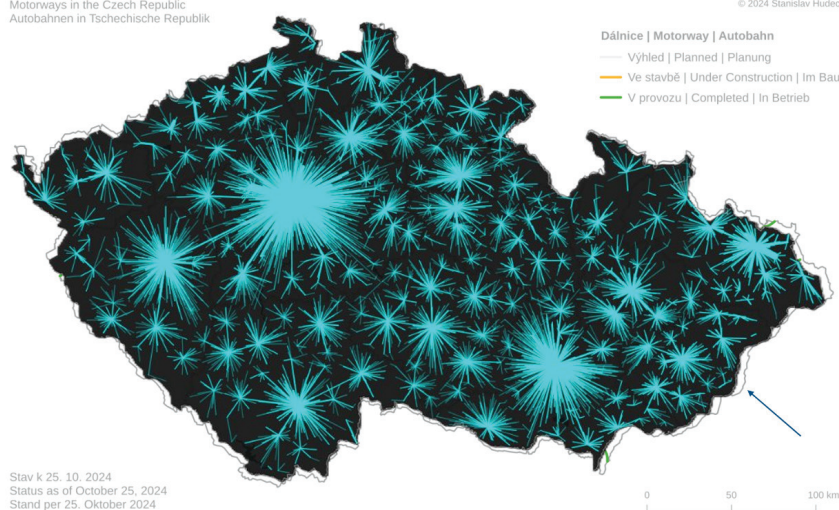 Motorways in the Czech Republic
Autobahnen in Tschechische Republik
© 2024 Stanislav Hudec
Dálnice | Motorway | Autobahn
Výhled | Planned | Planung
Ve stavbě | Under Construction | Im Bau
V provozu | Completed | In Betrieb
Stav k 25. 10. 2024
Status as of October 25, 2024
Stand per 25. Oktober 2024
0 50 100 km